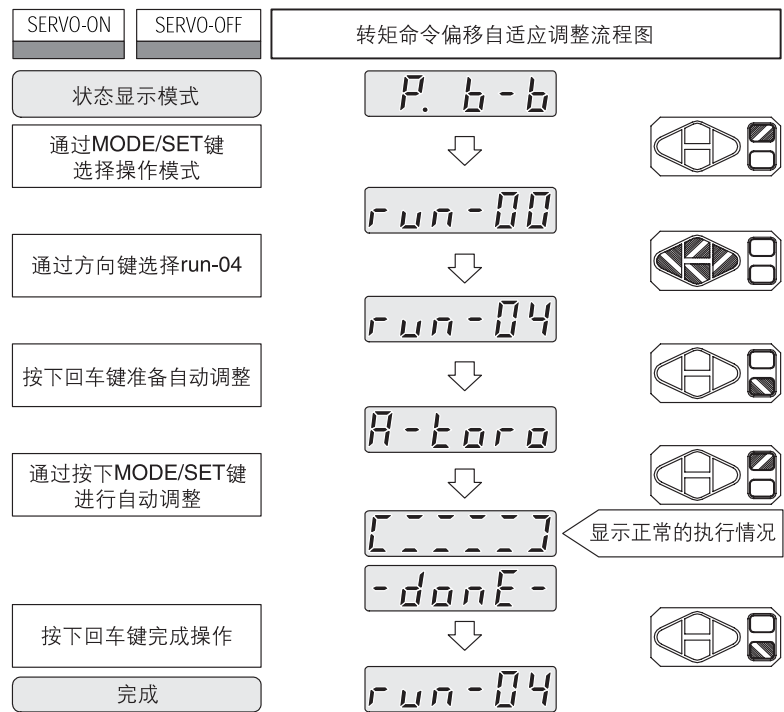 SERVO-ON
SERVO-OFF
转矩命令偏移自适应调整流程图
状态显示模式
P. b-b
通过MODE/SET键
选择操作模式
run-00
通过方向键选择run-04
run-04
按下回车键准备自动调整
A-toro
通过按下MODE/SET键
进行自动调整
显示正常的执行情况
-donE-
按下回车键完成操作
完成
run-04